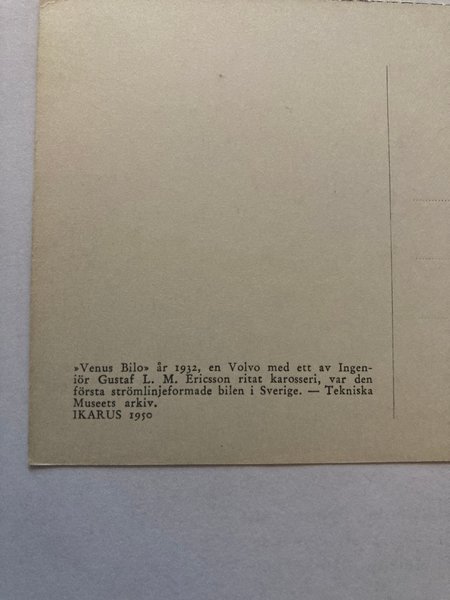 »Venus Bilo» år 1932, en Volvo med ett av Ingen-
iör Gustaf L. M. Ericsson ritat karosseri, var den
första strömlinjeformade bilen i Sverige. — Tekniska
Museets arkiv.
IKARUS 1950